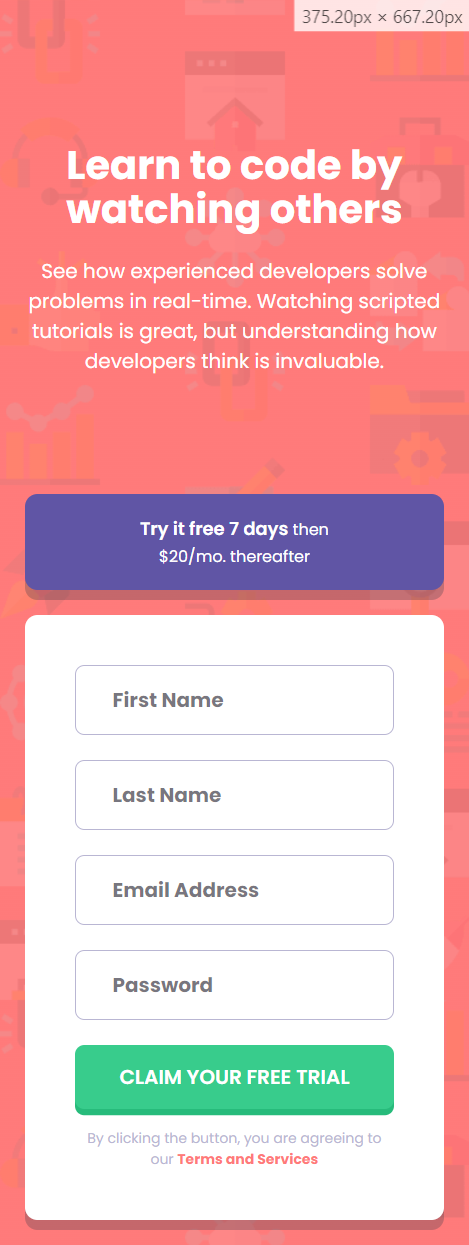 375.20px × 667.20px
Learn to code by
watching others
See how experienced developers solve
problems in real-time. Watching scripted
tutorials is great, but understanding how
developers think is invaluable.
Try it free 7 days then
$20/mo. thereafter
First Name
Last Name
Email Address
Password
CLAIM YOUR FREE TRIAL
By clicking the button, you are agreeing to
our Terms and Services